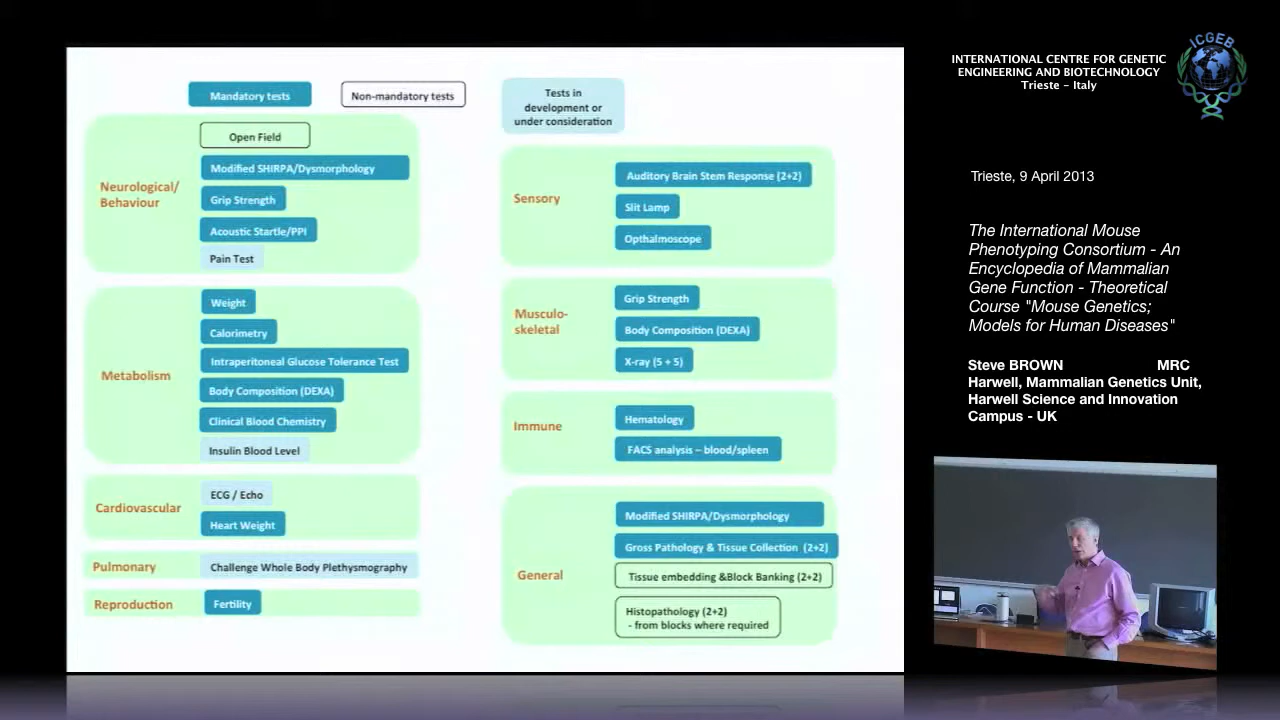 Mandatory tests
Non-mandatory tests
Tests in
development or
under consideration
Neurological/
Behaviour
Open Field
Modified SHIRPA/Dysmorphology
Grip Strength
Acoustic Startle/PPI
Pain Test
Metabolism
Weight
Calorimetry
Intraperitoneal Glucose Tolerance Test
Body Composition (DEXA)
Clinical Blood Chemistry
Insulin Blood Level
Cardiovascular
ECG / Echo
Heart Weight
Pulmonary
Challenge Whole Body Plethysmography
Reproduction
Fertility
Sensory
Auditory Brain Stem Response (2+2)
Slit Lamp
Opthalmoscope
Musculo-
skeletal
Grip Strength
Body Composition (DEXA)
X-ray (5 + 5)
Immune
Hematology
FACS analysis – blood/spleen
General
Modified SHIRPA/Dysmorphology
Gross Pathology & Tissue Collection (2+2)
Tissue embedding &Block Banking (2+2)
Histopathology (2+2)
- from blocks where required
INTERNATIONAL CENTRE FOR GENETIC
ENGINEERING AND BIOTECHNOLOGY
Trieste - Italy
ICGEB
Trieste, 9 April 2013
The International Mouse
Phenotyping Consortium - An
Encyclopedia of Mammalian
Gene Function - Theoretical
Course "Mouse Genetics;
Models for Human Diseases"
Steve BROWN MRC
Harwell, Mammalian Genetics Unit,
Harwell Science and Innovation
Campus - UK